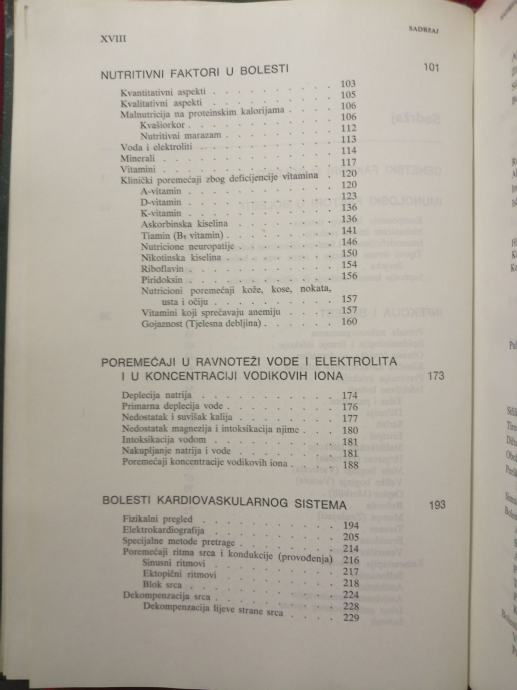 XVIII
SADRŽAJ
NUTRITIVNI FAKTORI U BOLESTI 101
Kvantitativni aspekti . . . . . . . . . . 103
Kvalitativni aspekti . . . . . . . . . . 105
Malnutricija na proteinskim kalorijama . . . . 106
Kvašiorkor . . . . . . . . . . . 106
Nutritivni marazam . . . . . . . . . 112
Voda i elektroliti . . . . . . . . . . . 113
Minerali . . . . . . . . . . . . . . 114
Vitamini . . . . . . . . . . . . . . 117
Klinički poremećaji zbog deficijencije vitamina . 120
A-vitamin . . . . . . . . . . . . 120
D-vitamin . . . . . . . . . . . . 123
K-vitamin . . . . . . . . . . . . 136
Askorbinska kiselina . . . . . . . . 136
Tiamin (B₁ vitamin) . . . . . . . . . 141
Nutricione neuropatije . . . . . . . . 146
Nikotinska kiselina . . . . . . . . . 150
Riboflavin . . . . . . . . . . . . 154
Piridoksin . . . . . . . . . . . . 156
Nutricioni poremećaji kože, kose, nokata,
usta i očiju . . . . . . . . . . . 157
Vitamini koji sprečavaju anemiju . . . . 157
Gojaznost (Tjelesna debljina) . . . . . . 160
POREMEĆAJI U RAVNOTEŽI VODE I ELEKTROLITA
I U KONCENTRACIJI VODIKOVIH IONA 173
Deplecija natrija . . . . . . . . . . . 174
Primarna deplecija vode . . . . . . . . . 176
Nedostatak i suvišak kalija . . . . . . . . 177
Nedostatak magnezija i intoksikacija njime . . . 180
Intoksikacija vodom . . . . . . . . . . 181
Nakupljanje natrija i vode . . . . . . . . 181
Poremećaji koncentracije vodikovih iona . . . . 188
BOLESTI KARDIOVASKULARNOG SISTEMA 193
Fizikalni pregled . . . . . . . . . . . 194
Elektrokardiografija . . . . . . . . . . 205
Specijalne metode pretrage . . . . . . . . 214
Poremećaji ritma srca i kondukcije (provođenja) 216
Sinusni ritmovi . . . . . . . . . . 217
Ektopični ritmovi . . . . . . . . . 218
Blok srca . . . . . . . . . . . . 224
Dekompenzacija srca . . . . . . . . . . 228
Dekompenzacija lijeve strane srca . . . . 229